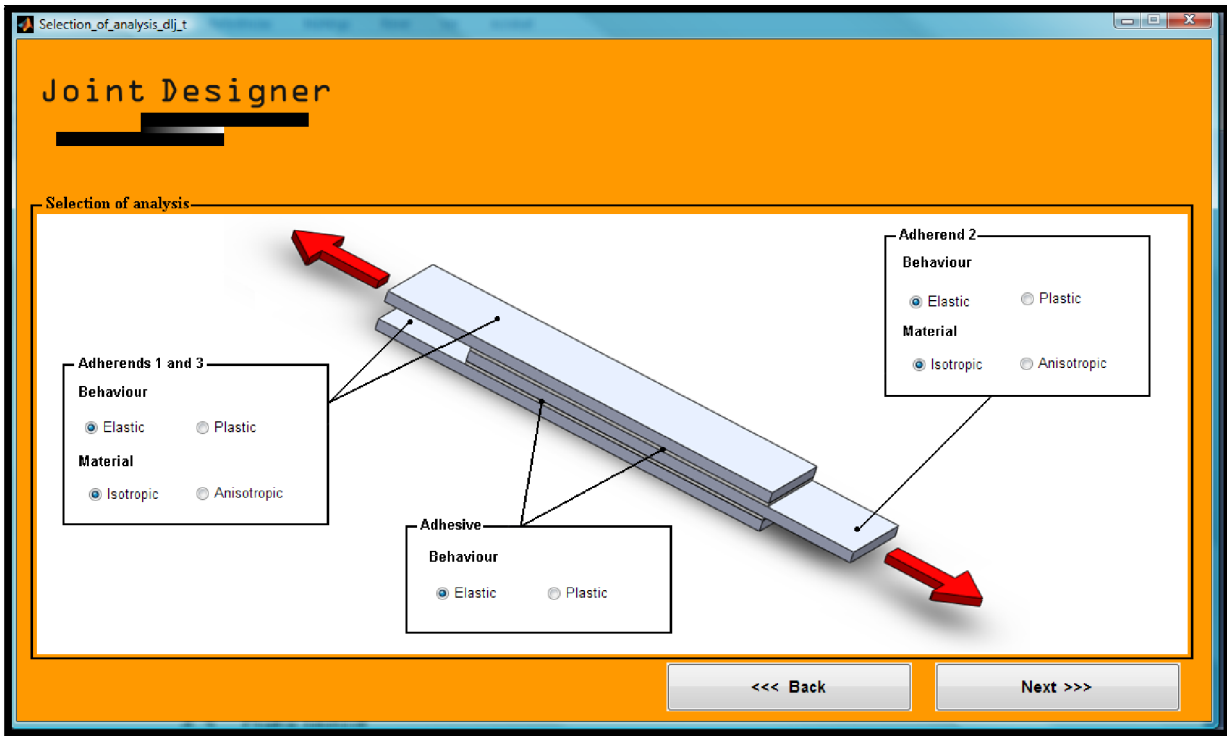 Selection_of_analysis_dlj_t
Joint Designer
Selection of analysis
Adherend 2
Behaviour
Elastic Plastic
Material
Isotropic Anisotropic
Adherends 1 and 3
Behaviour
Elastic Plastic
Material
Isotropic Anisotropic
Adhesive
Behaviour
Elastic Plastic
<<< Back Next >>>